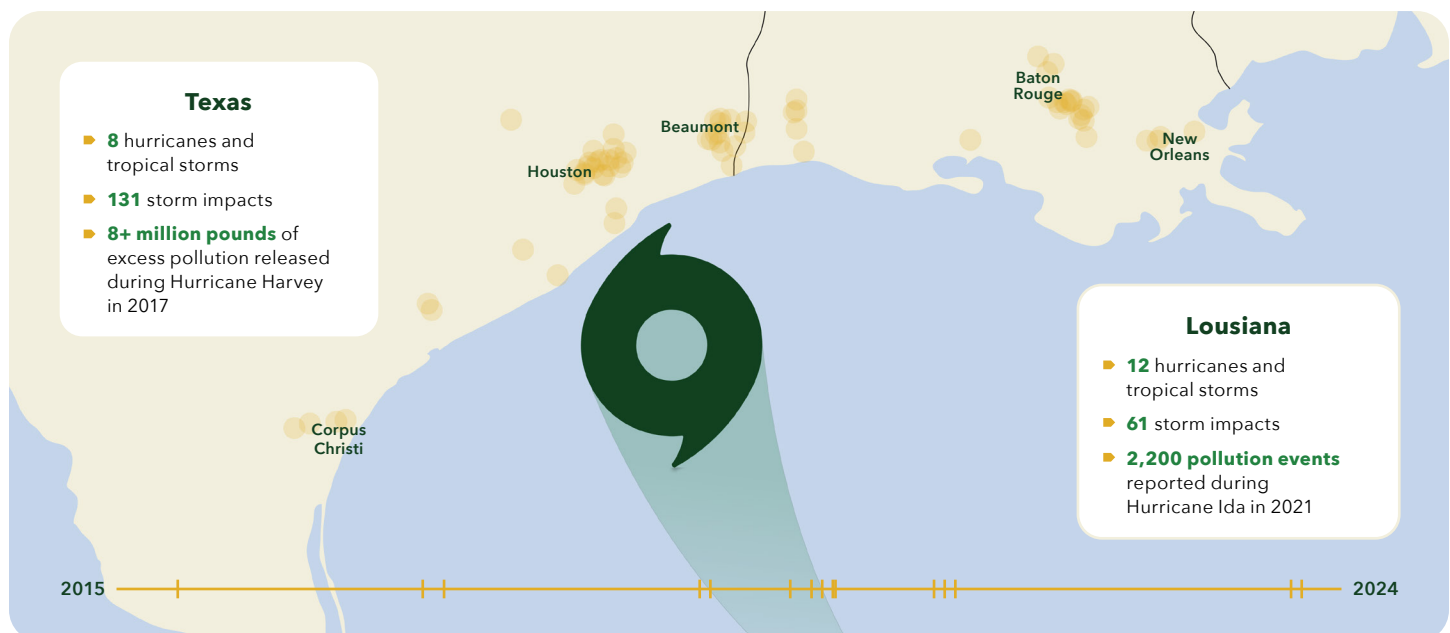 Texas
8 hurricanes and
tropical storms
131 storm impacts
8+ million pounds of
excess pollution released
during Hurricane Harvey
in 2017
Houston
Beaumont
Baton
Rouge
New
Orleans
Corpus
Christi
Lousiana
12 hurricanes and
tropical storms
61 storm impacts
2,200 pollution events
reported during
Hurricane Ida in 2021
2015
2024